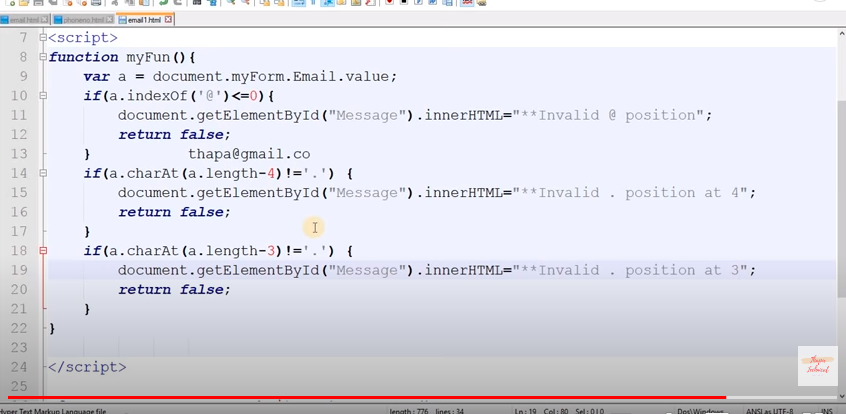 email.html phoneno.html email1.html
7 <script>
8 function myFun(){
9 var a = document.myForm.Email.value;
10 if(a.indexOf('@')<=0){
11 document.getElementById("Message").innerHTML="**Invalid @ position";
12 return false;
13 } thapa@gmail.co
14 if(a.charAt(a.length-4)!='.') {
15 document.getElementById("Message").innerHTML="**Invalid . position at 4";
16 return false;
17 }
18 if(a.charAt(a.length-3)!='.') {
19 document.getElementById("Message").innerHTML="**Invalid . position at 3";
20 return false;
21 }
22 }
23
24 </script>
25
Thapa
Technical
Hyper Text Markup Language file length : 776 lines : 34 Ln : 19 Col : 80 Sel : 0 | 0 Dos\Windows ANSI as UTF-8 INS